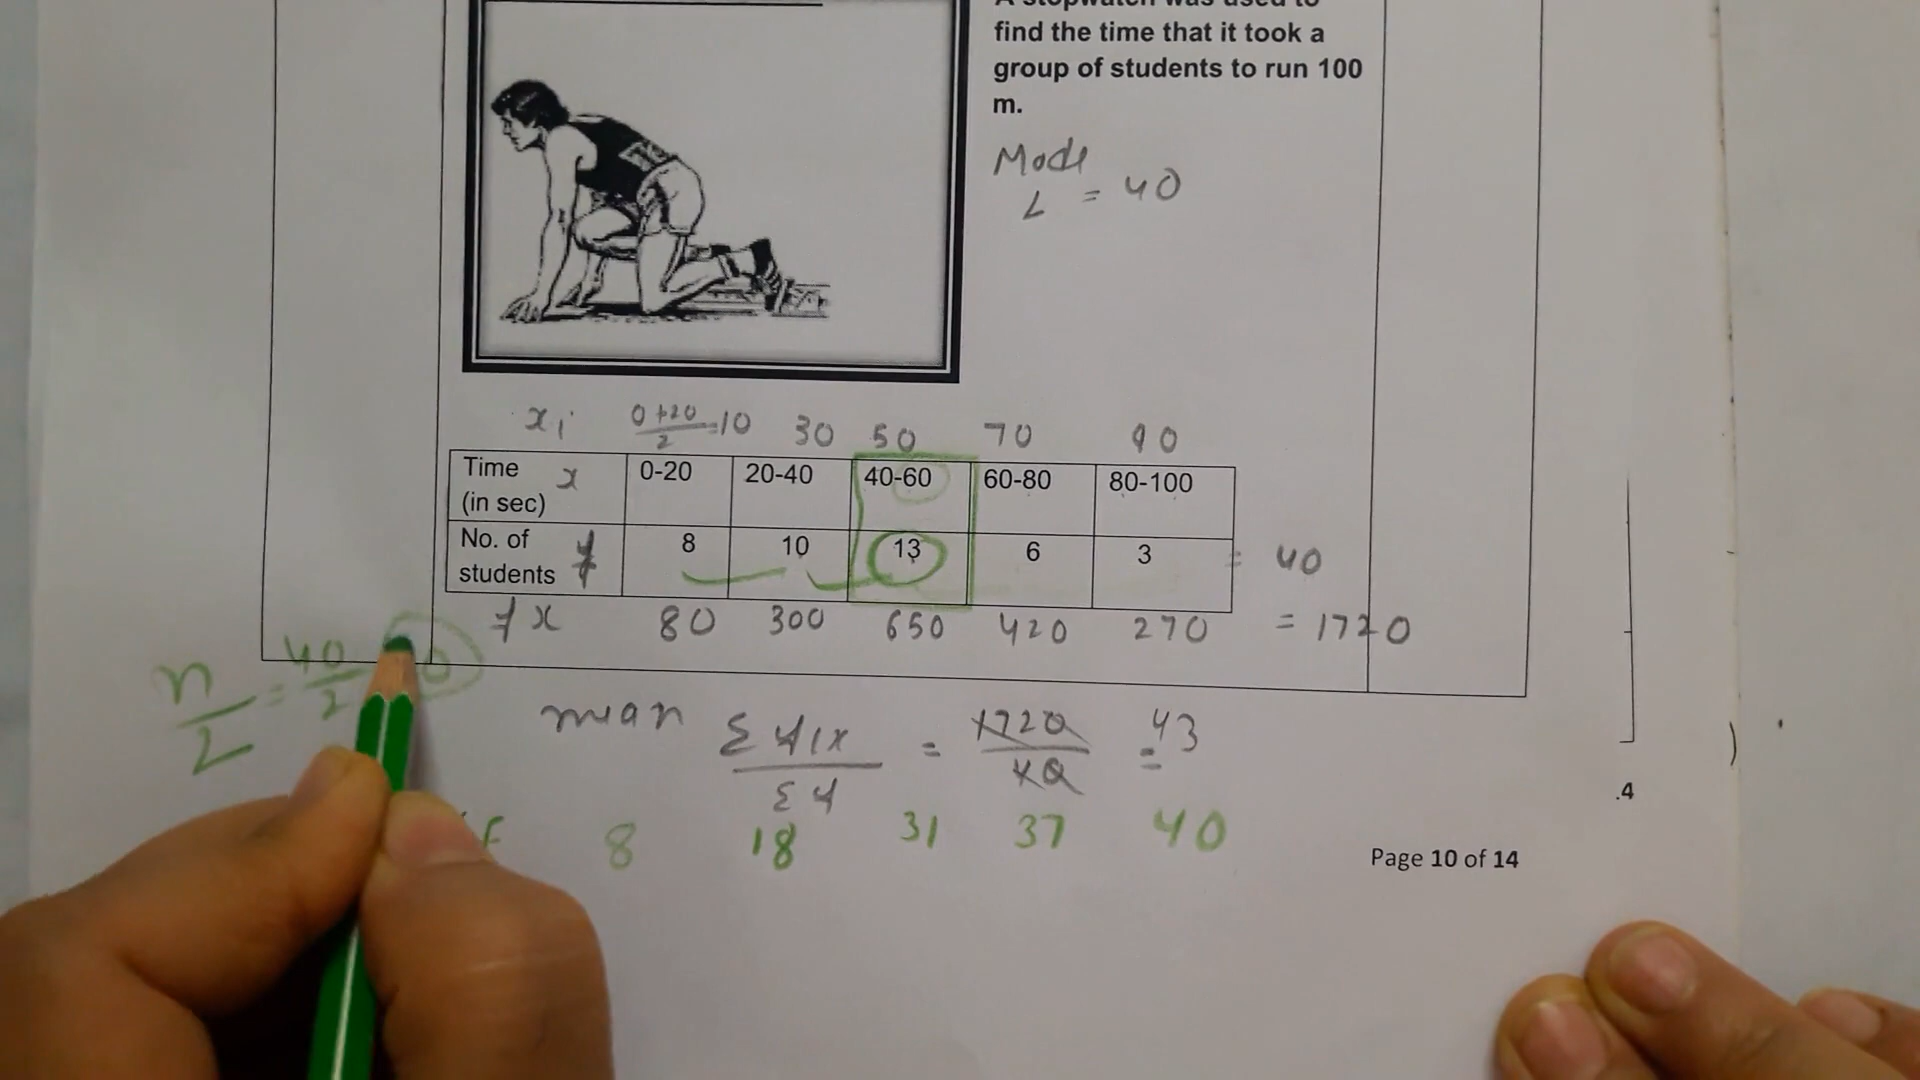 find the time that it took a
group of students to run 100
m.
Mode
L = 40
xi 0+20/2=10 30 50 70 90
Time (in sec) x 0-20 20-40 40-60 60-80 80-100
No. of students f 8 10 13 6 3 = 40
fx 80 300 650 420 270 = 1720
n/2 = 40/2
mean = 1720/40 = 43
8 18 31 37 40
.4
Page 10 of 14